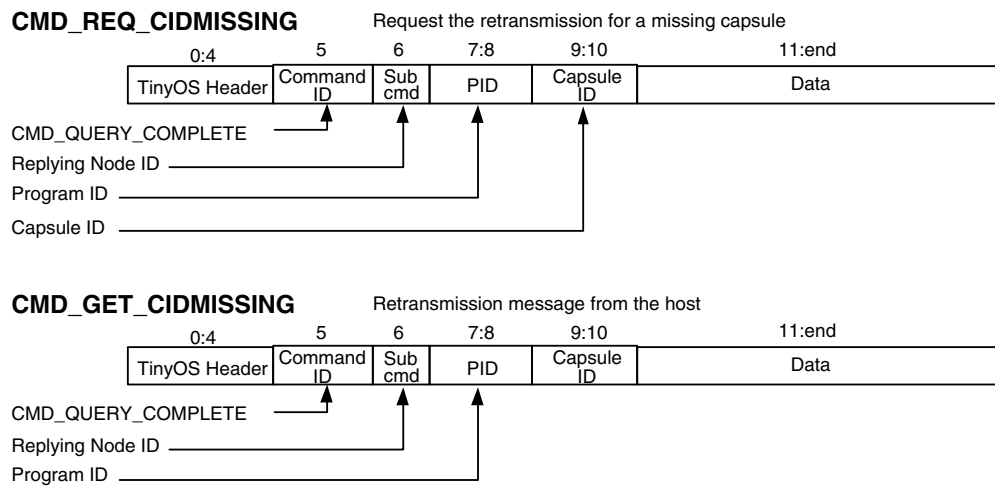 CMD_REQ_CIDMISSING Request the retransmission for a missing capsule
0:4 5 6 7:8 9:10 11:end
TinyOS Header Command ID Sub cmd PID Capsule ID Data
CMD_QUERY_COMPLETE
Replying Node ID
Program ID
Capsule ID
CMD_GET_CIDMISSING Retransmission message from the host
0:4 5 6 7:8 9:10 11:end
TinyOS Header Command ID Sub cmd PID Capsule ID Data
CMD_QUERY_COMPLETE
Replying Node ID
Program ID